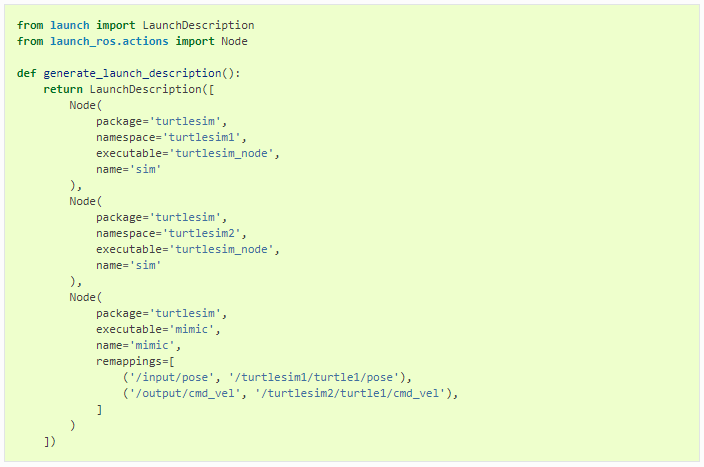 from launch import LaunchDescription
from launch_ros.actions import Node

def generate_launch_description():
    return LaunchDescription([
        Node(
            package='turtlesim',
            namespace='turtlesim1',
            executable='turtlesim_node',
            name='sim'
        ),
        Node(
            package='turtlesim',
            namespace='turtlesim2',
            executable='turtlesim_node',
            name='sim'
        ),
        Node(
            package='turtlesim',
            executable='mimic',
            name='mimic',
            remappings=[
                ('/input/pose', '/turtlesim1/turtle1/pose'),
                ('/output/cmd_vel', '/turtlesim2/turtle1/cmd_vel'),
            ]
        )
    ])